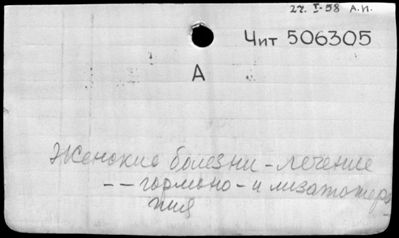 27. I-58 А.П.
Чит 506305
А
Женские болезни - лечение
-- гормоно- и лизатотера
пия